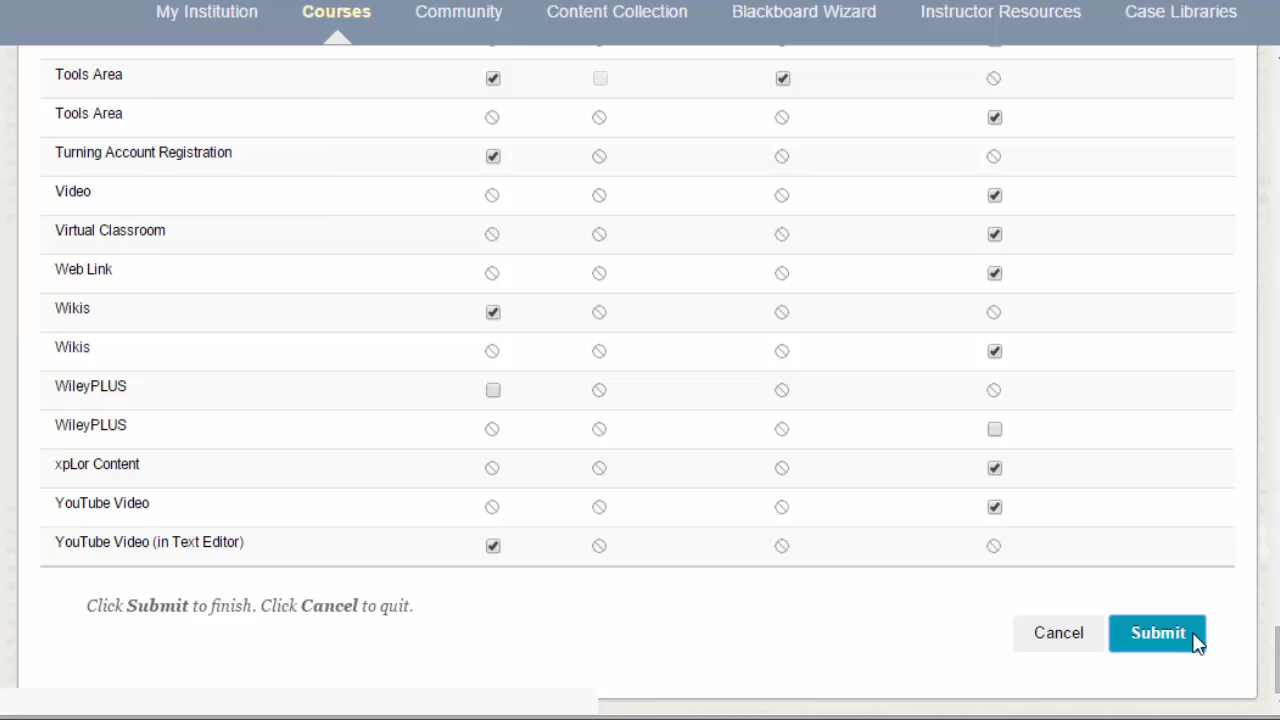 My Institution Courses Community Content Collection Blackboard Wizard Instructor Resources Case Libraries
Tools Area
Tools Area
Turning Account Registration
Video
Virtual Classroom
Web Link
Wikis
Wikis
WileyPLUS
WileyPLUS
xpLor Content
YouTube Video
YouTube Video (in Text Editor)
Click Submit to finish. Click Cancel to quit.
Cancel Submit